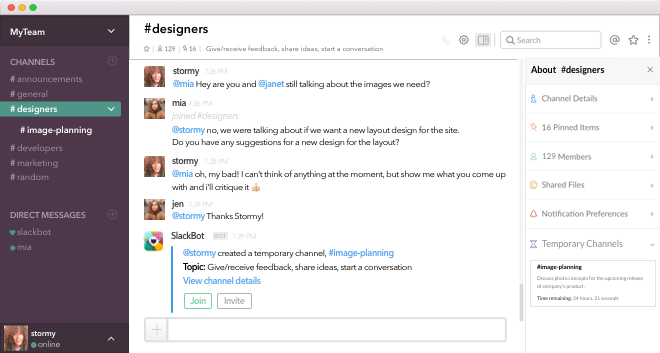 MyTeam
CHANNELS
# announcements
# general
# designers
# image-planning
# developers
# marketing
# random
DIRECT MESSAGES
slackbot
mia
stormy
online
#designers
129
16
Give/receive feedback, share ideas, start a conversation
Search
stormy 7:26 PM
@mia Hey are you and @janet still talking about the images we need?
mia 7:26 PM
joined #designers
@stormy no, we were talking about if we want a new layout design for the site.
Do you have any suggestions for a new design for the layout?
stormy 7:28 PM
@mia oh, my bad! I can't think of anything at the moment, but show me what you come up
with and i'll critique it 👍🏼
jen 7:29 PM
@stormy Thanks Stormy!
SlackBot BOT 7:29 PM
@stormy created a temporary channel, #image-planning
Topic: Give/receive feedback, share ideas, start a conversation
View channel details
Join Invite
About #designers
Channel Details
16 Pinned Items
129 Members
Shared Files
Notification Preferences
Temporary Channels
#image-planning
Discuss photo concepts for the upcoming release
of company's product.
Time remaining: 24 hours, 21 seconds